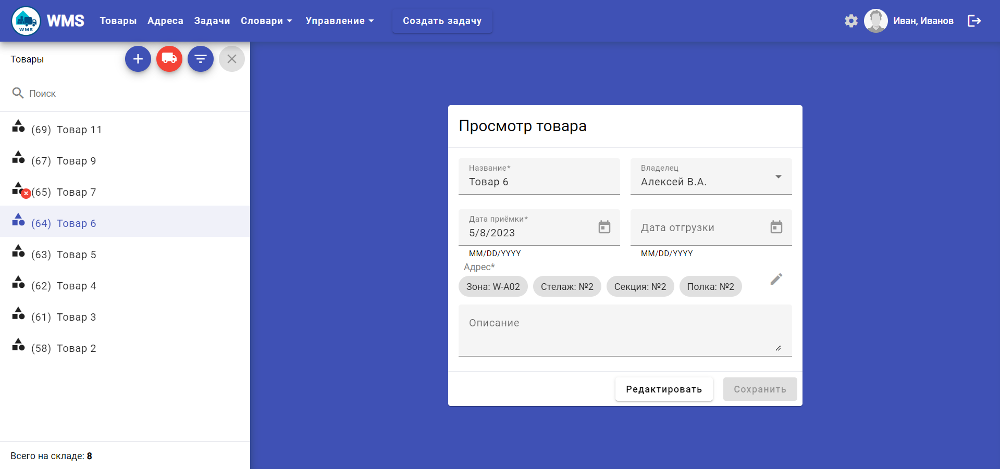 WMS
WMS
Товары
Адреса
Задачи
Словари
Управление
Создать задачу
Иван, Иванов
Товары
Поиск
(69) Товар 11
(67) Товар 9
(65) Товар 7
(64) Товар 6
(63) Товар 5
(62) Товар 4
(61) Товар 3
(58) Товар 2
Всего на складе: 8
Просмотр товара
Название*
Товар 6
Владелец
Алексей В.А.
Дата приёмки*
5/8/2023
MM/DD/YYYY
Дата отгрузки
MM/DD/YYYY
Адрес*
Зона: W-A02
Стелаж: №2
Секция: №2
Полка: №2
Описание
Редактировать
Сохранить